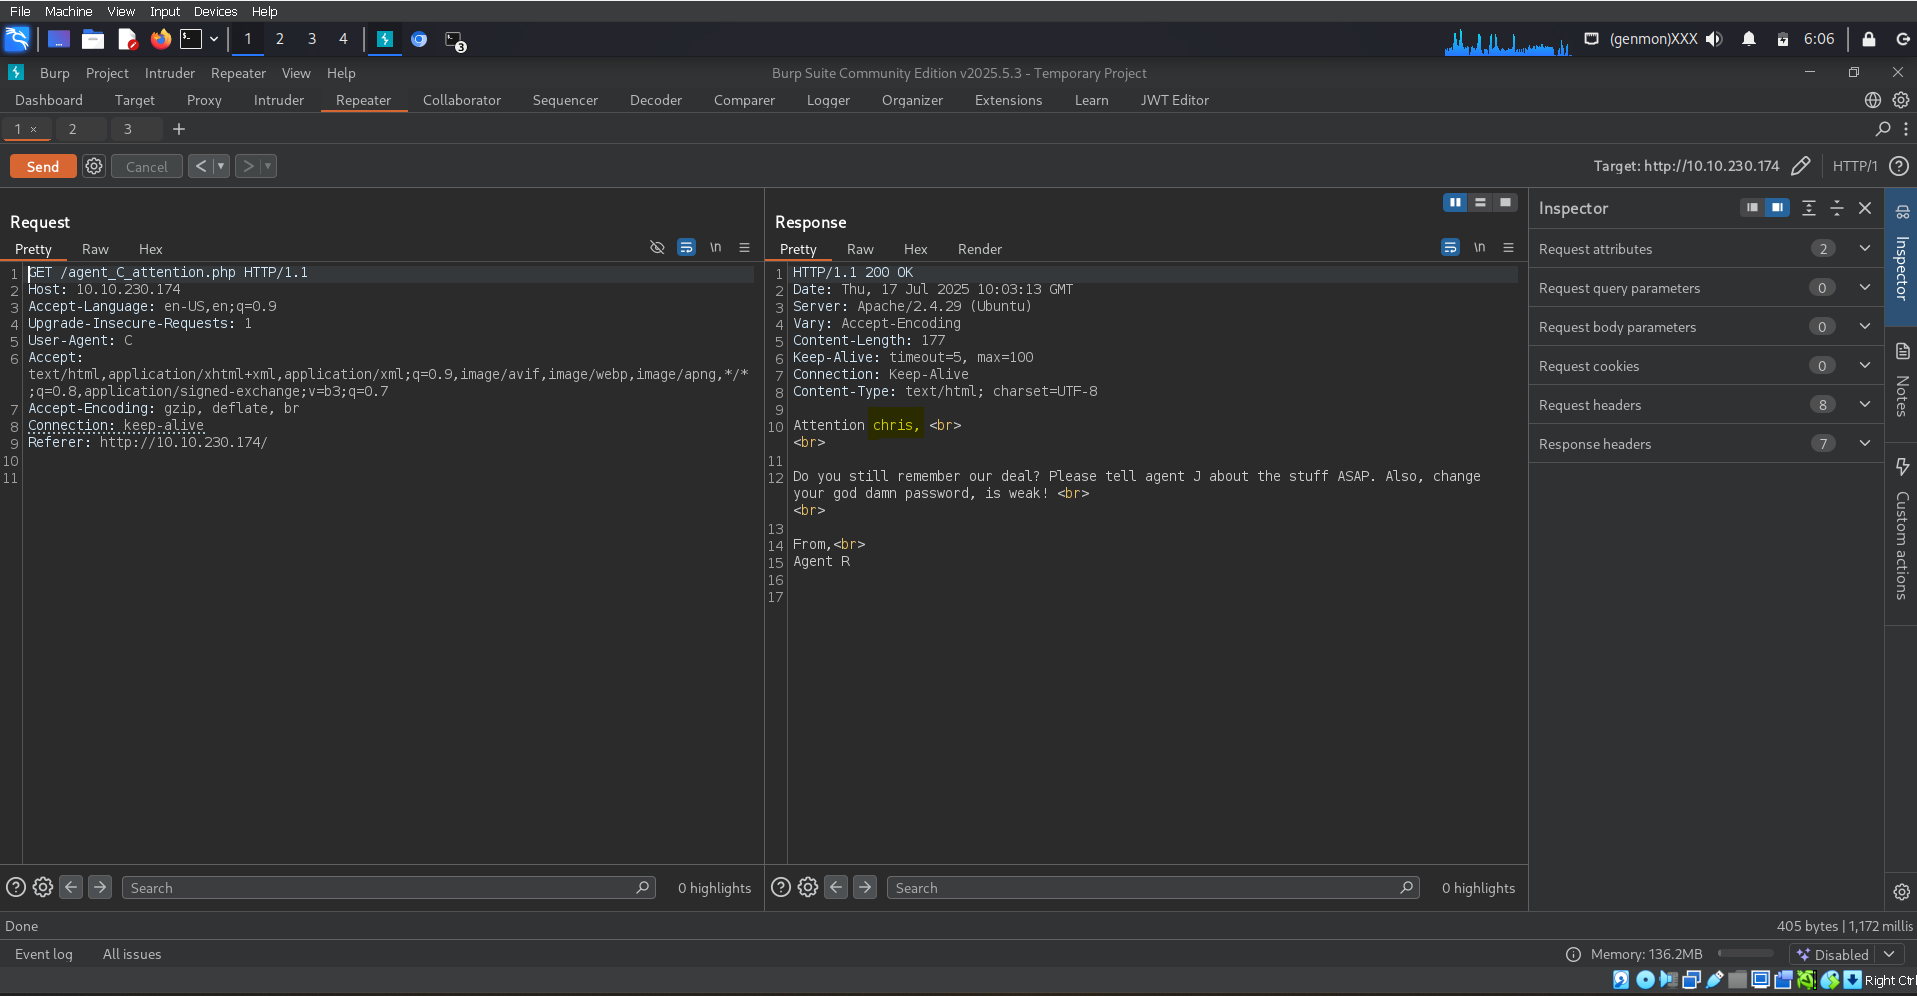 File Machine View Input Devices Help
1 2 3 4 3 (genmon)XXX 6:06
Burp Project Intruder Repeater View Help Burp Suite Community Edition v2025.5.3 - Temporary Project
Dashboard Target Proxy Intruder Repeater Collaborator Sequencer Decoder Comparer Logger Organizer Extensions Learn JWT Editor
1 × 2 3 +
Send Cancel < > Target: http://10.10.230.174 HTTP/1 ?
Request
Pretty Raw Hex \n
1 GET /agent_C_attention.php HTTP/1.1
2 Host: 10.10.230.174
3 Accept-Language: en-US,en;q=0.9
4 Upgrade-Insecure-Requests: 1
5 User-Agent: C
6 Accept:
text/html,application/xhtml+xml,application/xml;q=0.9,image/avif,image/webp,image/apng,*/*
;q=0.8,application/signed-exchange;v=b3;q=0.7
7 Accept-Encoding: gzip, deflate, br
8 Connection: keep-alive
9 Referer: http://10.10.230.174/
10
11
Search 0 highlights
Response
Pretty Raw Hex Render \n
1 HTTP/1.1 200 OK
2 Date: Thu, 17 Jul 2025 10:03:13 GMT
3 Server: Apache/2.4.29 (Ubuntu)
4 Vary: Accept-Encoding
5 Content-Length: 177
6 Keep-Alive: timeout=5, max=100
7 Connection: Keep-Alive
8 Content-Type: text/html; charset=UTF-8
9
10 Attention chris, <br>
<br>
11
12 Do you still remember our deal? Please tell agent J about the stuff ASAP. Also, change
your god damn password, is weak! <br>
<br>
13
14 From,<br>
15 Agent R
16
17
Search 0 highlights
Inspector
Request attributes 2
Request query parameters 0
Request body parameters 0
Request cookies 0
Request headers 8
Response headers 7
Inspector
Notes
Custom actions
Done 405 bytes | 1,172 millis
Event log All issues Memory: 136.2MB Disabled
Right Ctrl